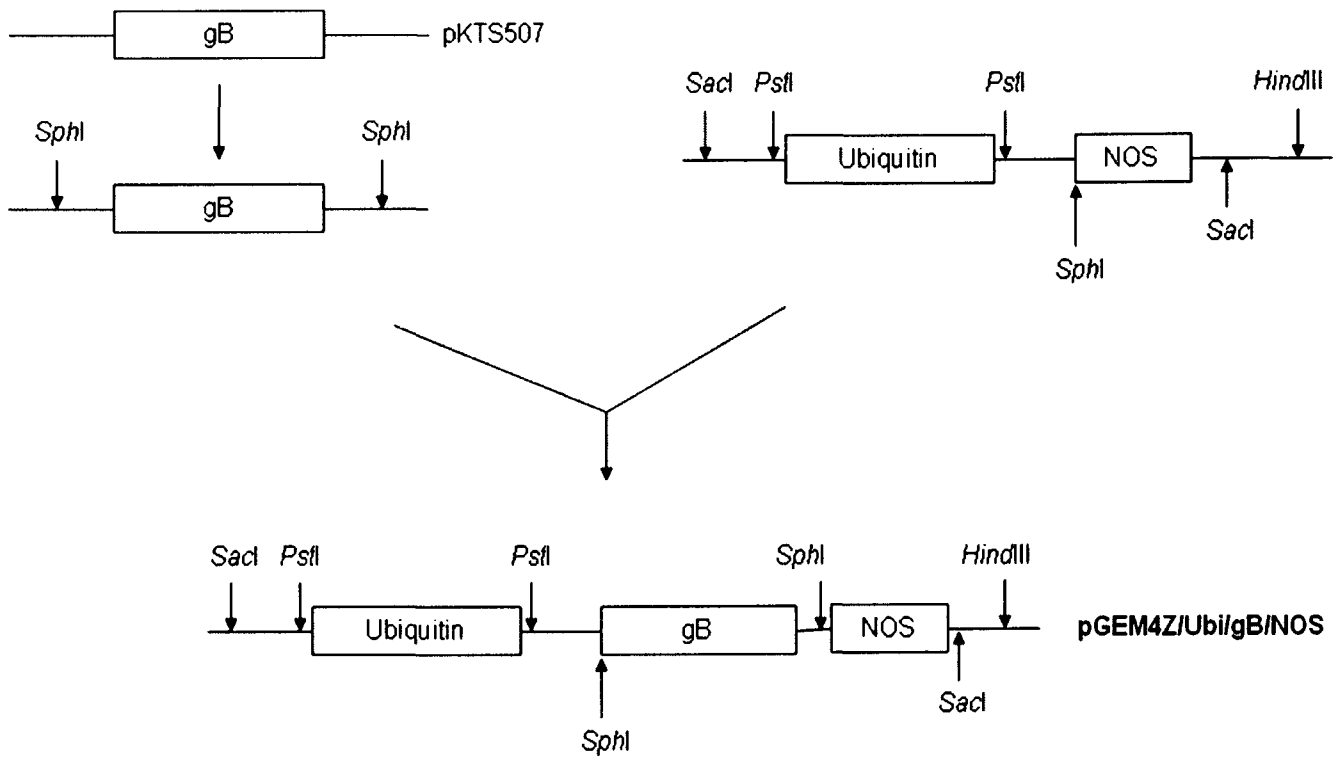 gB pKTS507
SphI SphI
gB
SacI PstI PstI HindIII
Ubiquitin NOS
SphI SacI
SacI PstI PstI SphI HindIII
Ubiquitin gB NOS pGEM4Z/Ubi/gB/NOS
SphI SacI